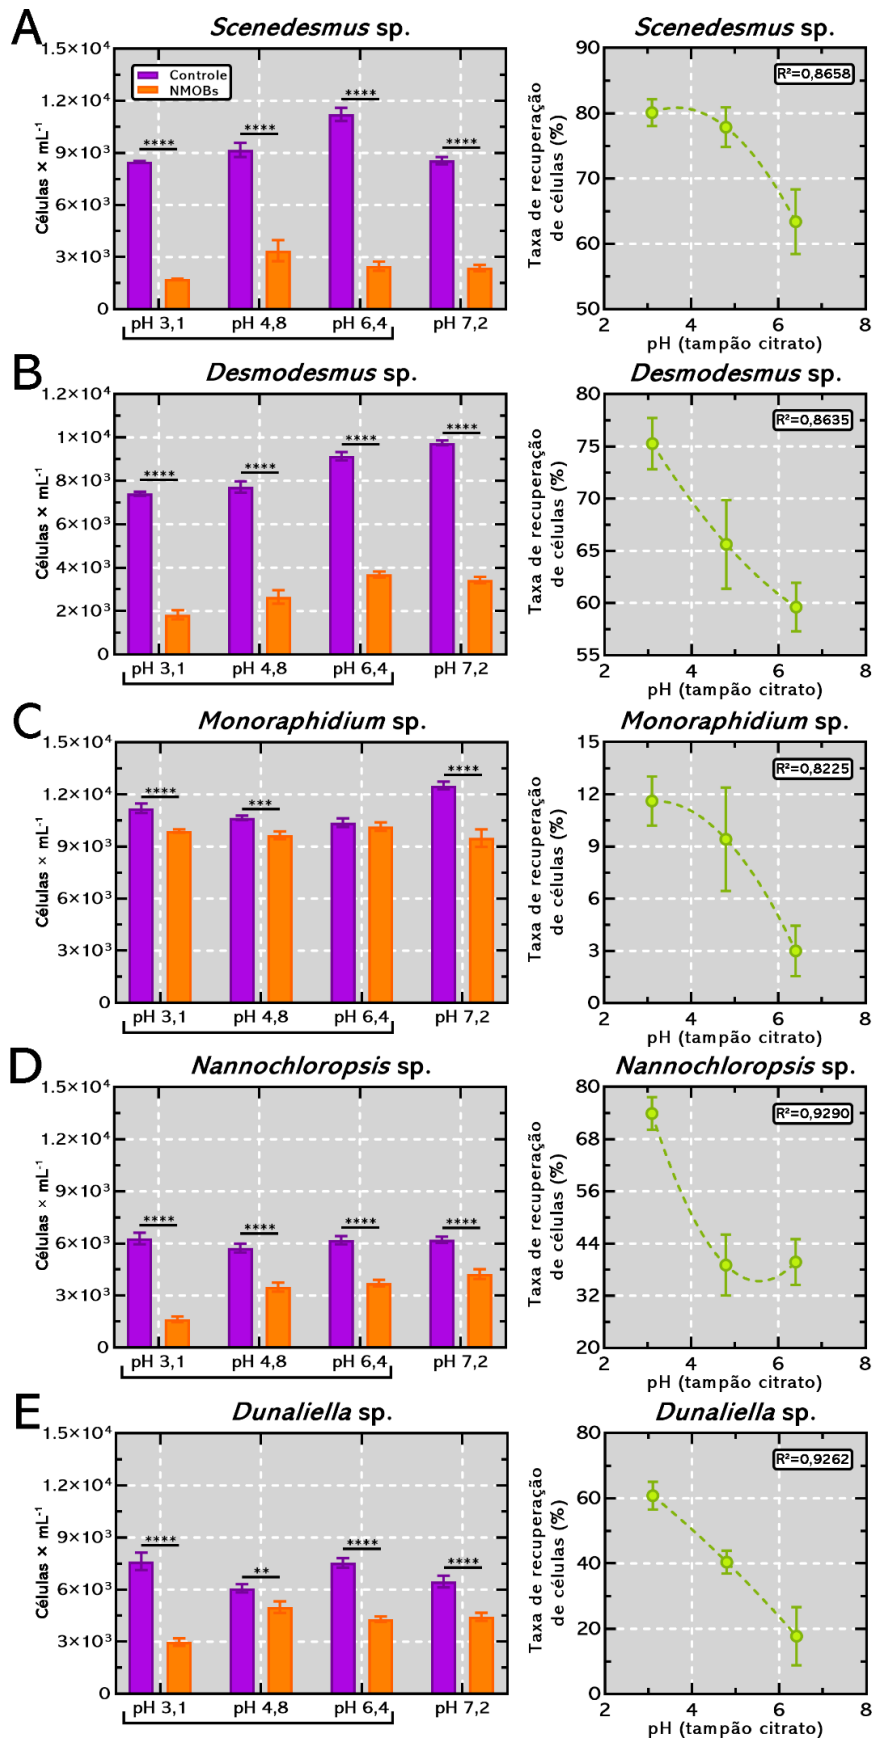 A
Scenedesmus sp.
Células × mL⁻¹
1.5×10⁴
1.2×10⁴
9×10³
6×10³
3×10³
0
Controle
NMOBs
****
****
****
****
pH 3,1
pH 4,8
pH 6,4
pH 7,2
Taxa de recuperação
de células (%)
90
80
70
60
50
R²=0,8658
2
4
6
8
pH (tampão citrato)
B
Desmodesmus sp.
Células × mL⁻¹
1.2×10⁴
1×10⁴
8×10³
6×10³
4×10³
2×10³
0
****
****
****
****
pH 3,1
pH 4,8
pH 6,4
pH 7,2
Desmodesmus sp.
Taxa de recuperação
de células (%)
80
75
70
65
60
55
R²=0,8635
2
4
6
8
pH (tampão citrato)
C
Monoraphidium sp.
Células × mL⁻¹
1.5×10⁴
1.2×10⁴
9×10³
6×10³
3×10³
0
****
***
****
pH 3,1
pH 4,8
pH 6,4
pH 7,2
Monoraphidium sp.
Taxa de recuperação
de células (%)
15
12
9
6
3
0
R²=0,8225
2
4
6
8
pH (tampão citrato)
D
Nannochloropsis sp.
Células × mL⁻¹
1.5×10⁴
1.2×10⁴
9×10³
6×10³
3×10³
0
****
****
****
****
pH 3,1
pH 4,8
pH 6,4
pH 7,2
Nannochloropsis sp.
Taxa de recuperação
de células (%)
80
68
56
44
32
20
R²=0,9290
2
4
6
8
pH (tampão citrato)
E
Dunaliella sp.
Células × mL⁻¹
1.5×10⁴
1.2×10⁴
9×10³
6×10³
3×10³
0
****
**
****
****
pH 3,1
pH 4,8
pH 6,4
pH 7,2
Dunaliella sp.
Taxa de recuperação
de células (%)
80
60
40
20
0
R²=0,9262
2
4
6
8
pH (tampão citrato)
Scenedesmus sp.